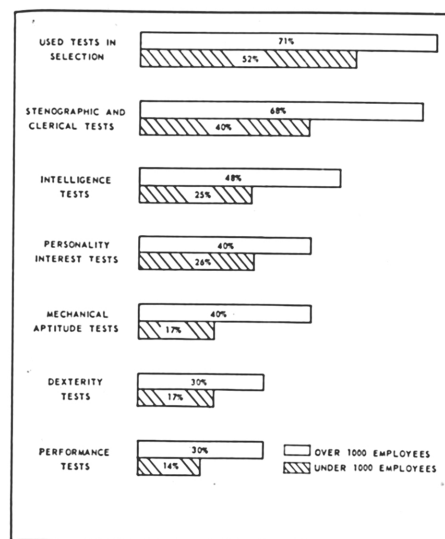 USED TESTS IN
SELECTION
71%
52%
STENOGRAPHIC AND
CLERICAL TESTS
68%
40%
INTELLIGENCE
TESTS
48%
25%
PERSONALITY
INTEREST TESTS
40%
26%
MECHANICAL
APTITUDE TESTS
40%
17%
DEXTERITY
TESTS
30%
17%
PERFORMANCE
TESTS
30%
14%
OVER 1000 EMPLOYEES
UNDER 1000 EMPLOYEES